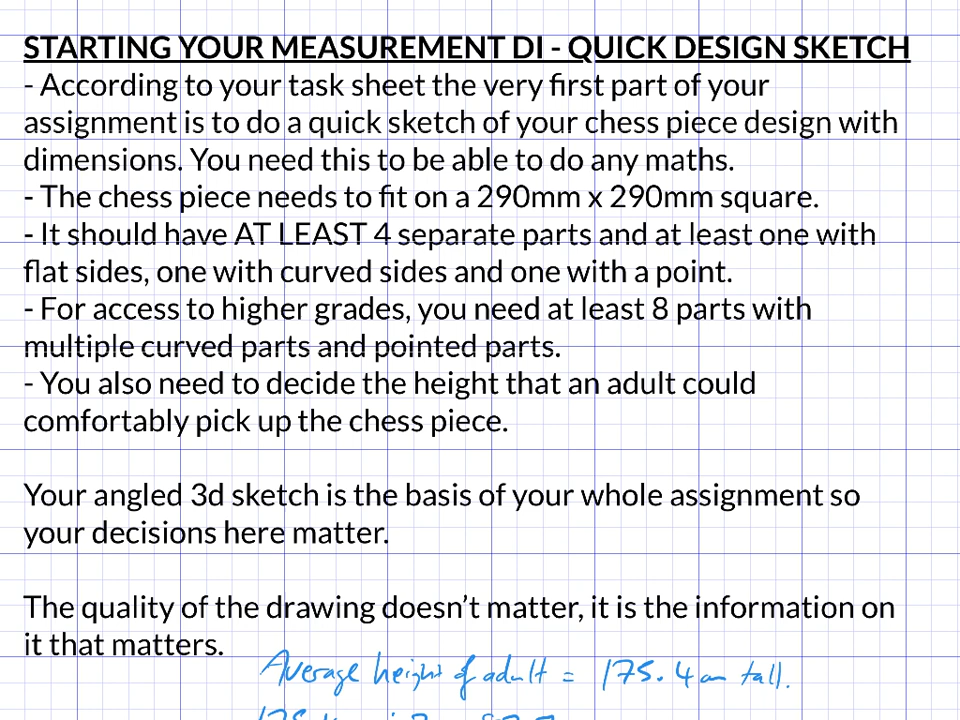 STARTING YOUR MEASUREMENT DI - QUICK DESIGN SKETCH
- According to your task sheet the very first part of your
assignment is to do a quick sketch of your chess piece design with
dimensions. You need this to be able to do any maths.
- The chess piece needs to fit on a 290mm x 290mm square.
- It should have AT LEAST 4 separate parts and at least one with
flat sides, one with curved sides and one with a point.
- For access to higher grades, you need at least 8 parts with
multiple curved parts and pointed parts.
- You also need to decide the height that an adult could
comfortably pick up the chess piece.
Your angled 3d sketch is the basis of your whole assignment so
your decisions here matter.
The quality of the drawing doesn't matter, it is the information on
it that matters.
Average height of adult = 175.4cm tall.